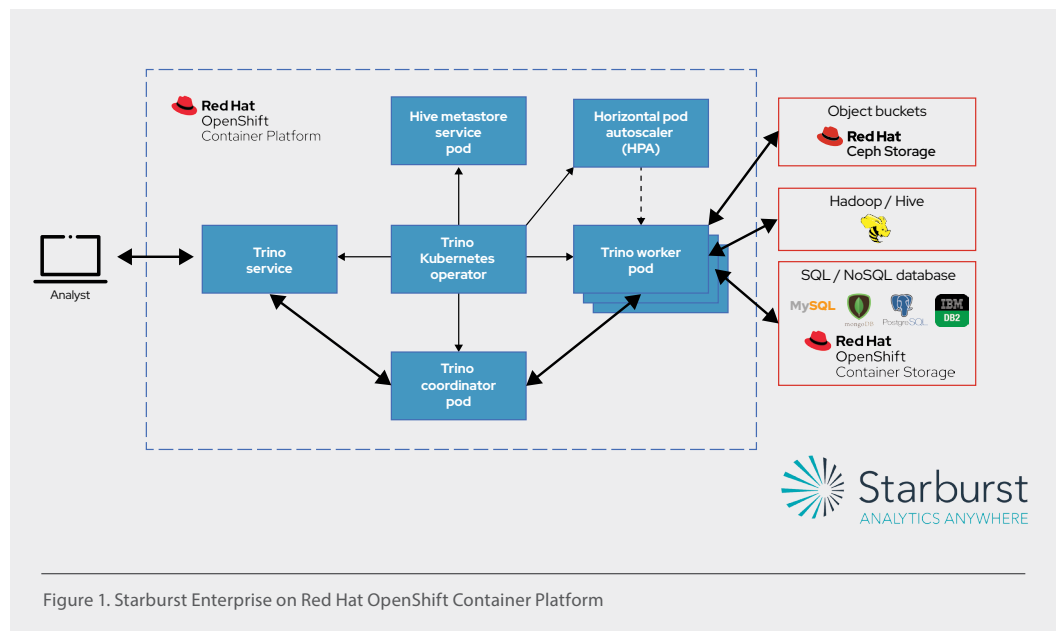 Red Hat
OpenShift
Container Platform
Hive metastore
service
pod
Horizontal pod
autoscaler
(HPA)
Object buckets
Red Hat
Ceph Storage
Hadoop / Hive
Analyst
Trino
service
Trino
Kubernetes
operator
Trino worker
pod
SQL / NoSQL database
MySQL
mongoDB
PostgreSQL
IBM
DB2
Red Hat
OpenShift
Container Storage
Trino
coordinator
pod
Starburst
ANALYTICS ANYWHERE
Figure 1. Starburst Enterprise on Red Hat OpenShift Container Platform